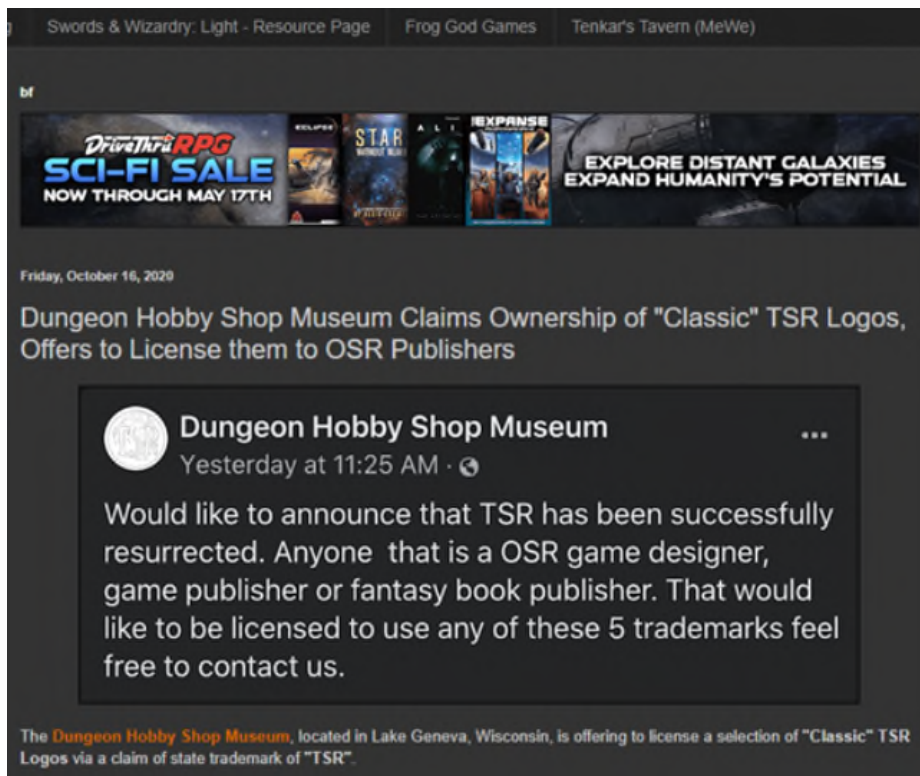 Swords & Wizardry: Light - Resource Page Frog God Games Tenkar's Tavern (MeWe)
bf
DriveThruRPG
SCI-FI SALE
NOW THROUGH MAY 17TH
ECLIPSE
STAR
ALI
EXPANSE
EXPLORE DISTANT GALAXIES
EXPAND HUMANITY'S POTENTIAL
Friday, October 16, 2020
Dungeon Hobby Shop Museum Claims Ownership of "Classic" TSR Logos,
Offers to License them to OSR Publishers
TSR
Dungeon Hobby Shop Museum
Yesterday at 11:25 AM ·
Would like to announce that TSR has been successfully
resurrected. Anyone that is a OSR game designer,
game publisher or fantasy book publisher. That would
like to be licensed to use any of these 5 trademarks feel
free to contact us.
The Dungeon Hobby Shop Museum, located in Lake Geneva, Wisconsin, is offering to license a selection of "Classic" TSR
Logos via a claim of state trademark of "TSR".